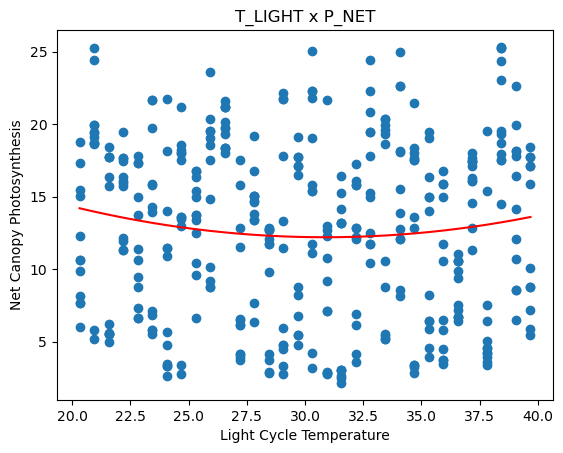 T_LIGHT x P_NET
Net Canopy Photosynthesis
25
20
15
10
5
20.0 22.5 25.0 27.5 30.0 32.5 35.0 37.5 40.0
Light Cycle Temperature